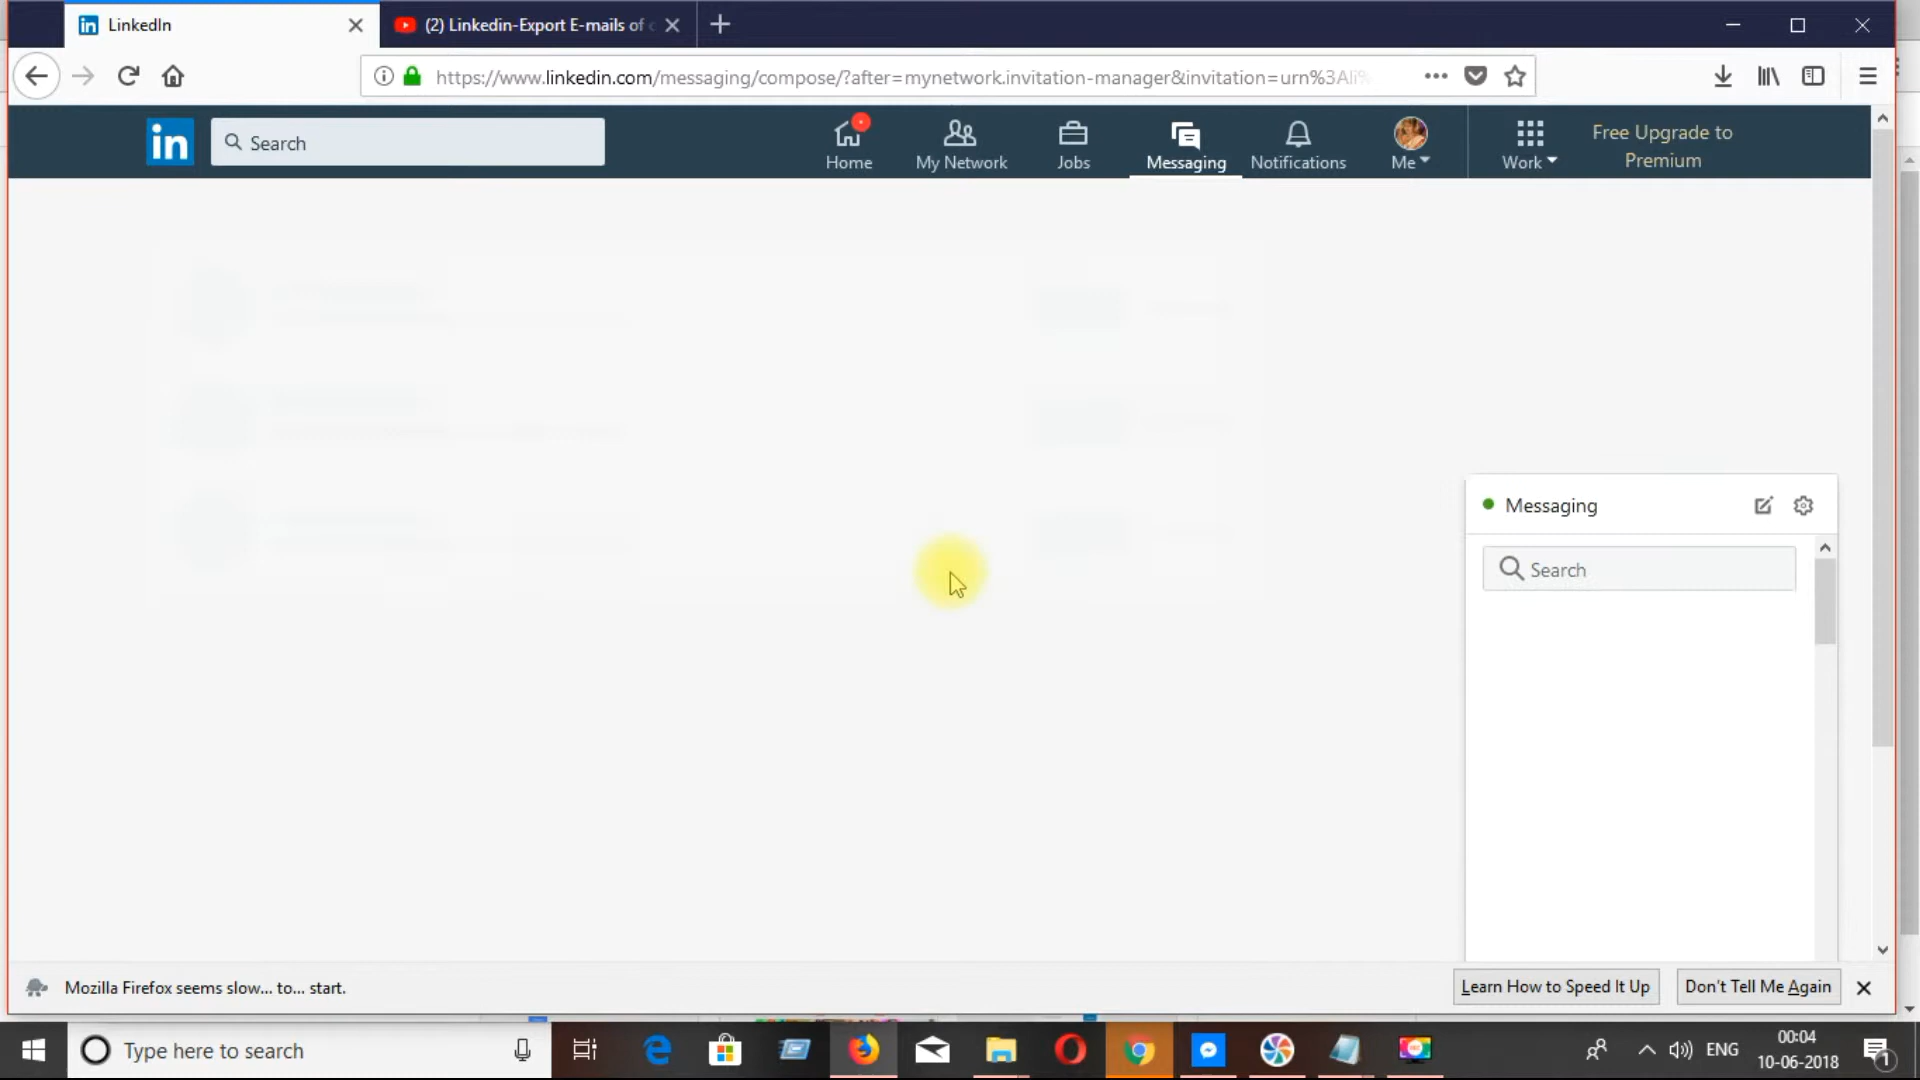 LinkedIn
(2) Linkedin-Export E-mails of
https://www.linkedin.com/messaging/compose/?after=mynetwork.invitation-manager&invitation=urn%3Ali%
in
Search
Home
My Network
Jobs
Messaging
Notifications
Me
Work
Free Upgrade to
Premium
Messaging
Search
Mozilla Firefox seems slow... to... start.
Learn How to Speed It Up
Don't Tell Me Again
Type here to search
ENG
00:04
10-06-2018
1